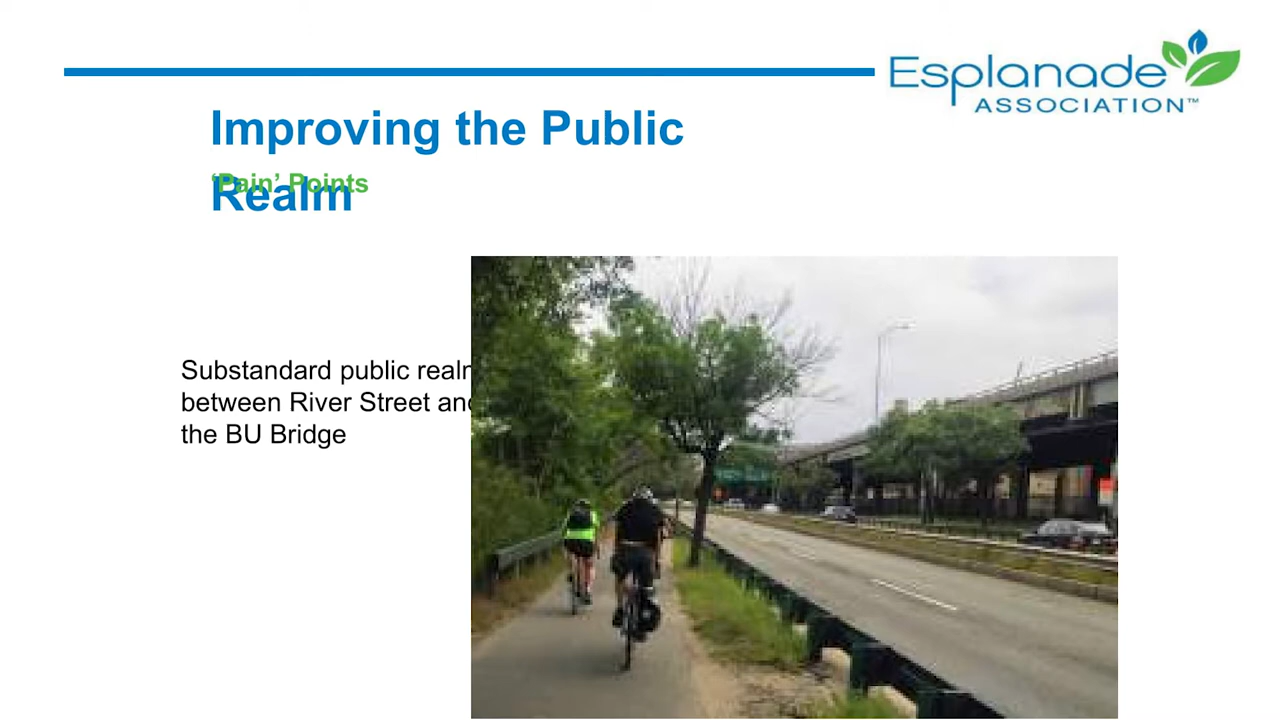 Esplanade
ASSOCIATION™
Improving the Public
Realm
‘Pain’ Points
Substandard public realm
between River Street and
the BU Bridge